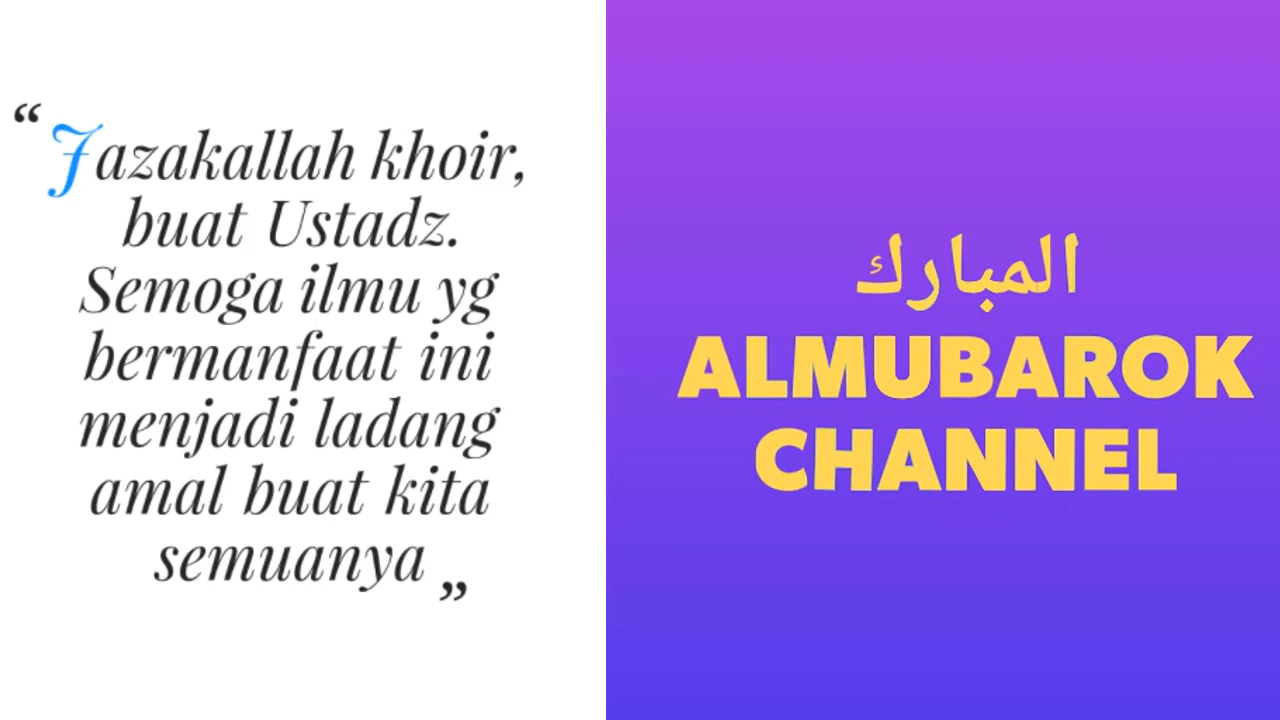 “Jazakallah khoir,
buat Ustadz.
Semoga ilmu yg
bermanfaat ini
menjadi ladang
amal buat kita
semuanya„
المبارك
ALMUBAROK
CHANNEL